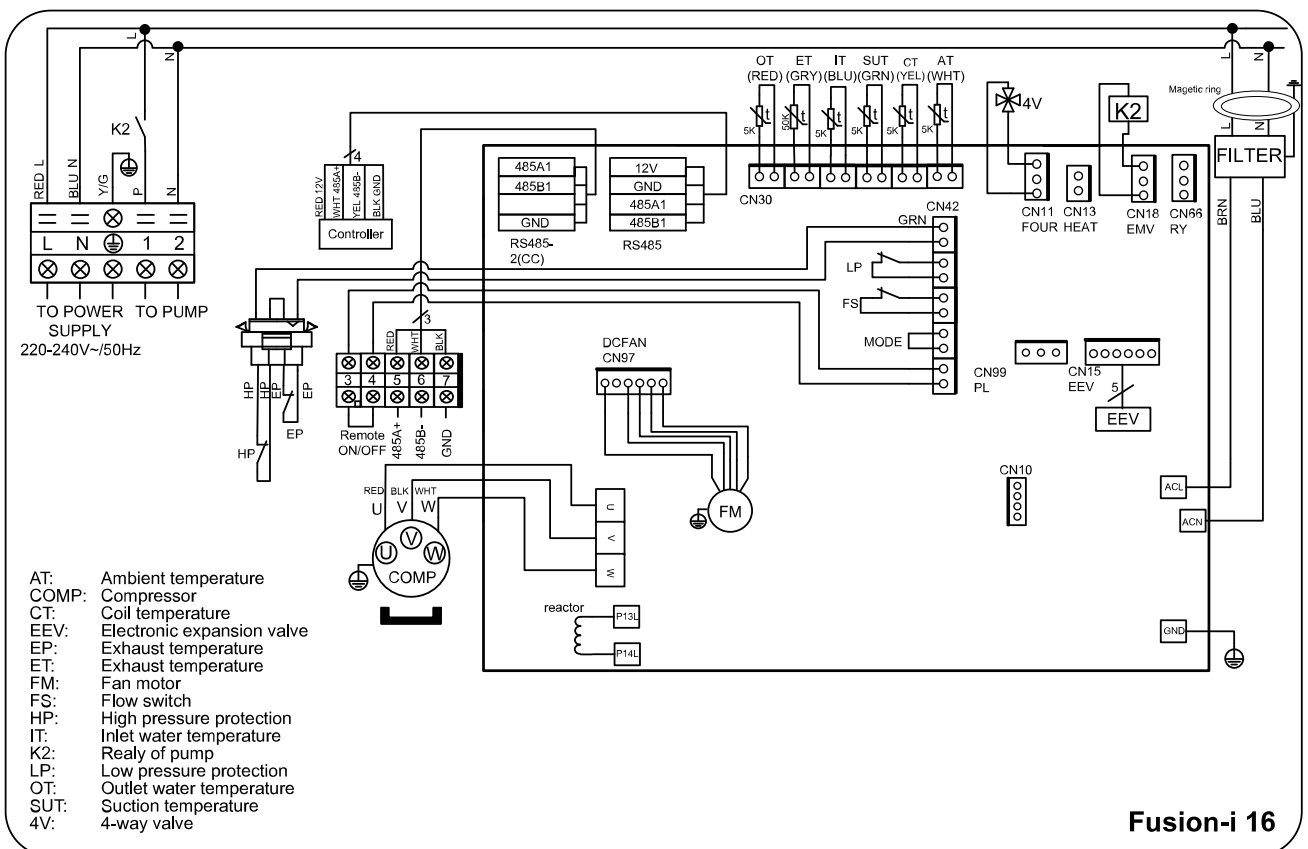 L
N
K2
RED L
BLU N
Y/G
P
N
L N 1 2
TO POWER
SUPPLY
220-240V~/50Hz
TO PUMP
4
RED 12V
WHT 485A+
YEL 485B-
BLK GND
Controller
485A1
485B1
GND
RS485-
2(CC)
12V
GND
485A1
485B1
RS485
OT
(RED)
ET
(GRY)
IT
(BLU)
SUT
(GRN)
CT
(YEL)
AT
(WHT)
t
t
t
t
t
t
5K
50K
5K
5K
5K
5K
CN30
4V
CN11
FOUR
CN13
HEAT
K2
CN18
EMV
CN66
RY
L
N
Magetic ring
L
N
FILTER
BRN
BLU
CN42
GRN
LP
FS
MODE
CN99
PL
CN15
EEV
5
EEV
CN10
ACL
ACN
GND
HP
HP
EP
EP
HP
EP
3
RED
WHT
BLK
3 4 5 6 7
Remote
ON/OFF
485A+
485B-
GND
DCFAN
CN97
FM
RED BLK WHT
U V W
U V W
COMP
U
V
W
reactor
P13L
P14L
AT: Ambient temperature
COMP: Compressor
CT: Coil temperature
EEV: Electronic expansion valve
EP: Exhaust temperature
ET: Exhaust temperature
FM: Fan motor
FS: Flow switch
HP: High pressure protection
IT: Inlet water temperature
K2: Realy of pump
LP: Low pressure protection
OT: Outlet water temperature
SUT: Suction temperature
4V: 4-way valve
Fusion-i 16